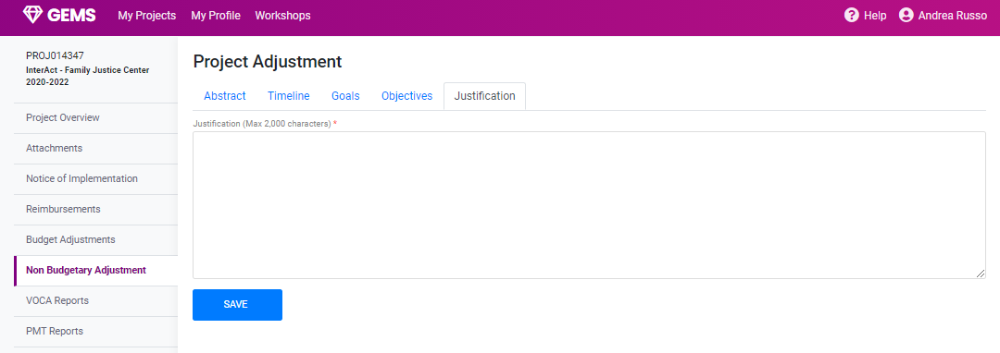 GEMS My Projects My Profile Workshops Help Andrea Russo
PROJ014347
InterAct - Family Justice Center
2020-2022
Project Overview
Attachments
Notice of Implementation
Reimbursements
Budget Adjustments
Non Budgetary Adjustment
VOCA Reports
PMT Reports
Project Adjustment
Abstract Timeline Goals Objectives Justification
Justification (Max 2,000 characters) *
SAVE